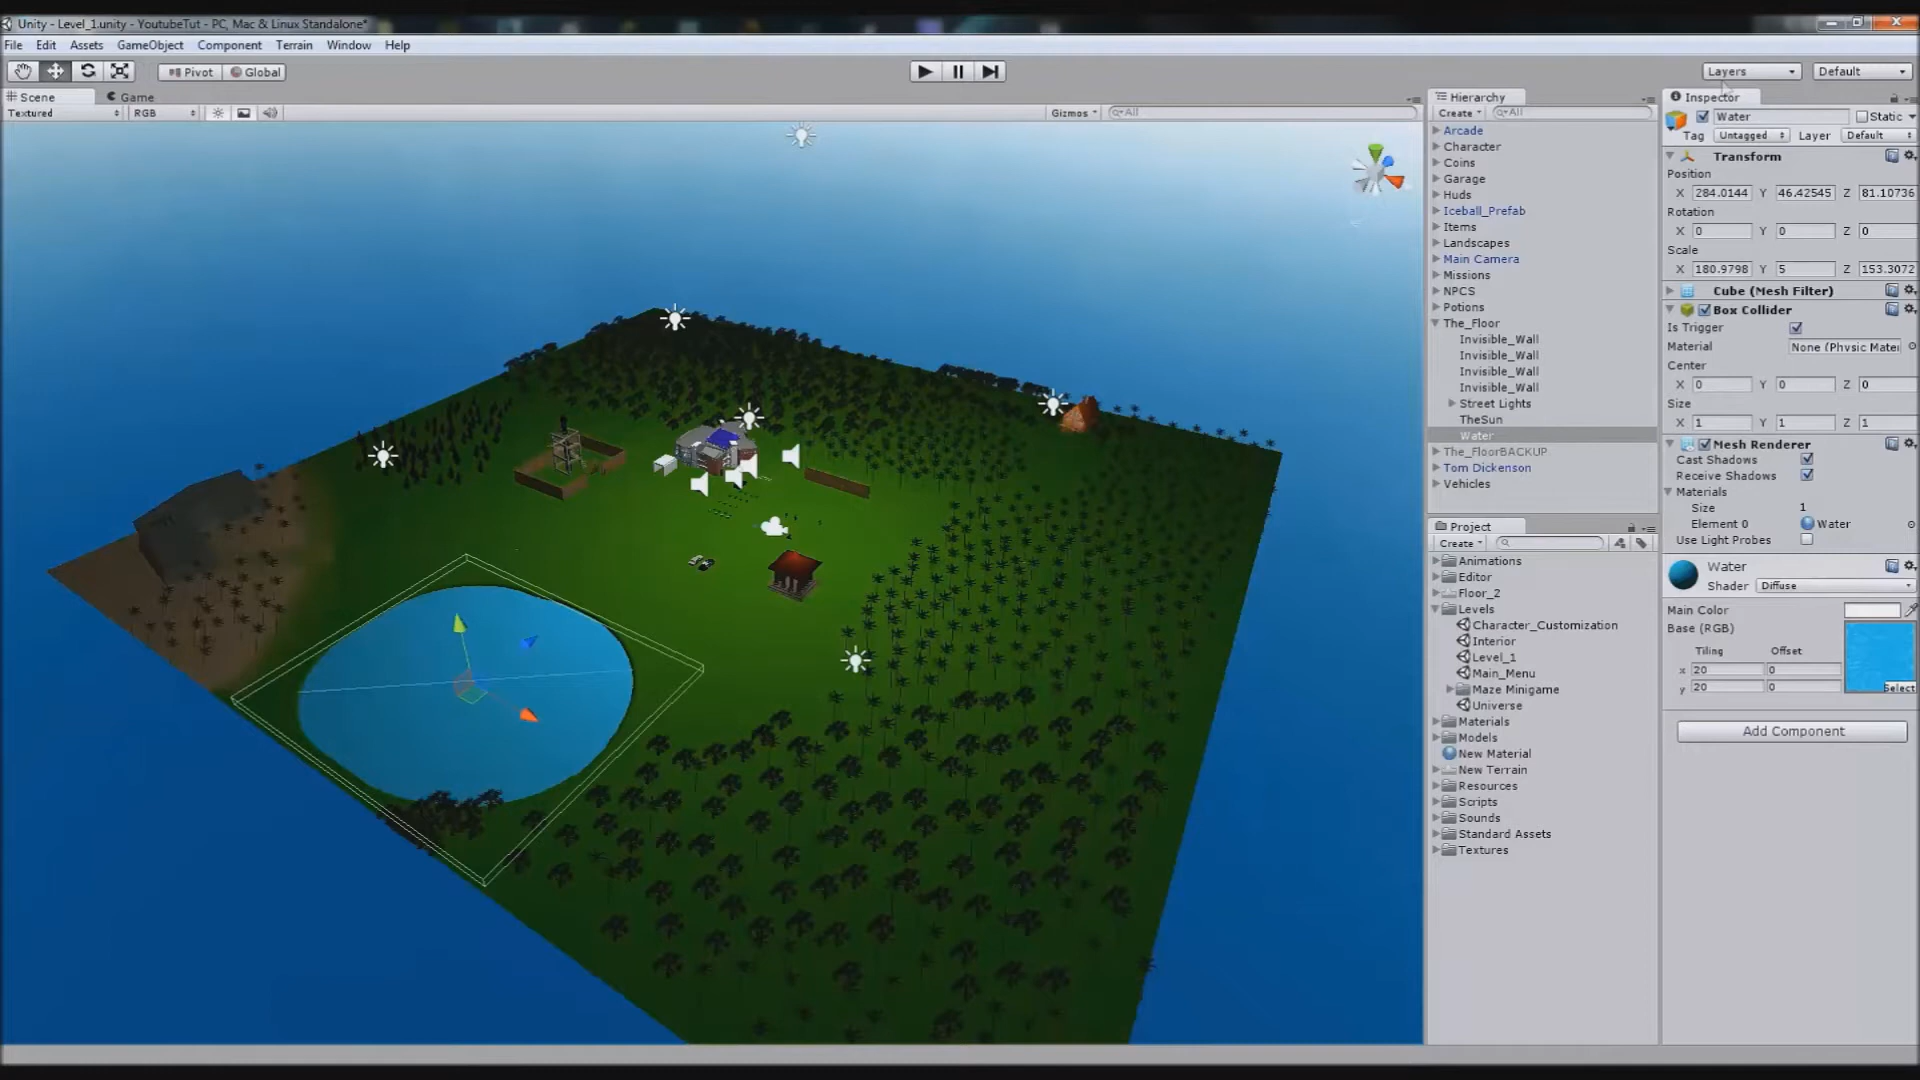 Unity - Level_1.unity - YoutubeTut - PC, Mac & Linux Standalone*
File Edit Assets GameObject Component Terrain Window Help
Pivot Global
Layers Default
Scene Game
Textured RGB Gizmos All
Hierarchy
Create All
Arcade
Character
Coins
Garage
Huds
Iceball_Prefab
Items
Landscapes
Main Camera
Missions
NPCS
Potions
The_Floor
Invisible_Wall
Invisible_Wall
Invisible_Wall
Invisible_Wall
Street Lights
TheSun
Water
The_FloorBACKUP
Tom Dickenson
Vehicles
Project
Create
Animations
Editor
Floor_2
Levels
Character_Customization
Interior
Level_1
Main_Menu
Maze Minigame
Universe
Materials
Models
New Material
New Terrain
Resources
Scripts
Sounds
Standard Assets
Textures
Inspector
Water Static
Tag Untagged Layer Default
Transform
Position
X 284.0144 Y 46.42545 Z 81.10736
Rotation
X 0 Y 0 Z 0
Scale
X 180.9798 Y 5 Z 153.3072
Cube (Mesh Filter)
Box Collider
Is Trigger
Material None (Physic Mater
Center
X 0 Y 0 Z 0
Size
X 1 Y 1 Z 1
Mesh Renderer
Cast Shadows
Receive Shadows
Materials
Size 1
Element 0 Water
Use Light Probes
Water
Shader Diffuse
Main Color
Base (RGB)
Tiling Offset
x 20 0
y 20 0
Select
Add Component